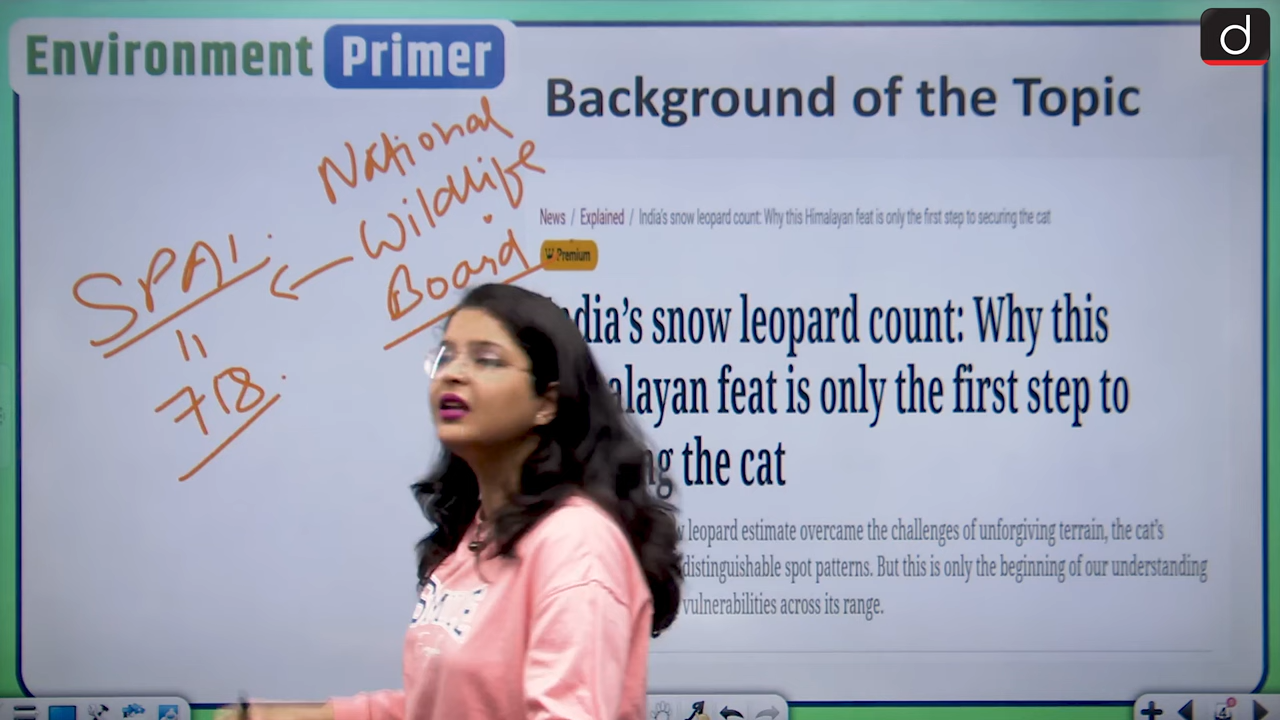 Environment Primer
d
Background of the Topic
National
Wildlife
Board
SPAI
718
News / Explained / India's snow leopard count: Why this Himalayan feat is only the first step to securing the cat
Premium
India's snow leopard count: Why this
alayan feat is only the first step to
ng the cat
leopard estimate overcame the challenges of unforgiving terrain, the cat's
distinguishable spot patterns. But this is only the beginning of our understanding
vulnerabilities across its range.